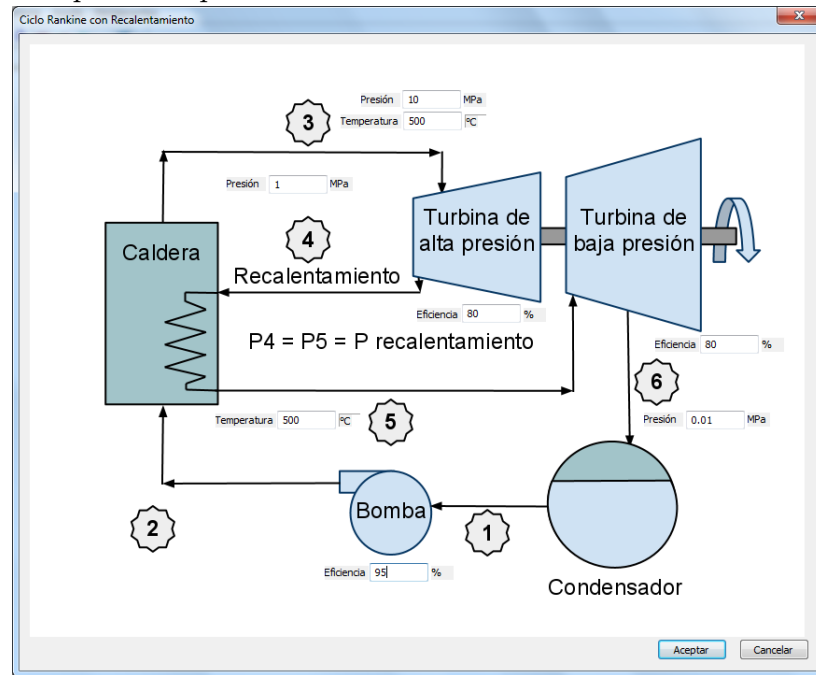 Ciclo Rankine con Recalentamiento
Presión 10 MPa
3 Temperatura 500 ºC
Presión 1 MPa
Turbina de
alta presión
Turbina de
baja presión
4
Caldera
Recalentamiento
Eficiencia 80 %
P4 = P5 = P recalentamiento
Eficiencia 80 %
6
Temperatura 500 ºC 5
Presión 0.01 MPa
Bomba
2
1
Eficiencia 95 %
Condensador
Aceptar Cancelar